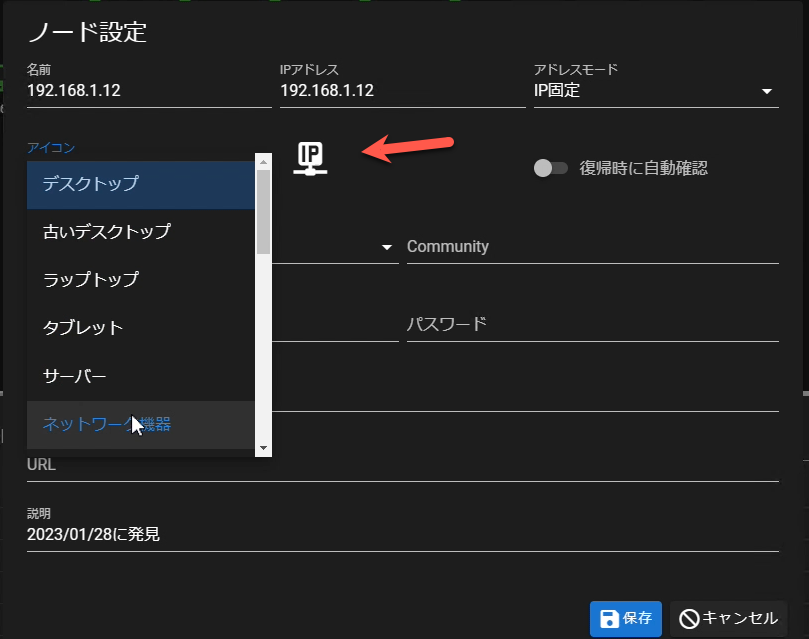 ノード設定
名前
IPアドレス
アドレスモード
192.168.1.12
192.168.1.12
IP固定
アイコン
IP
デスクトップ
復帰時に自動確認
古いデスクトップ
Community
ラップトップ
タブレット
パスワード
サーバー
ネットワーク機器
URL
説明
2023/01/28に発見
保存
キャンセル